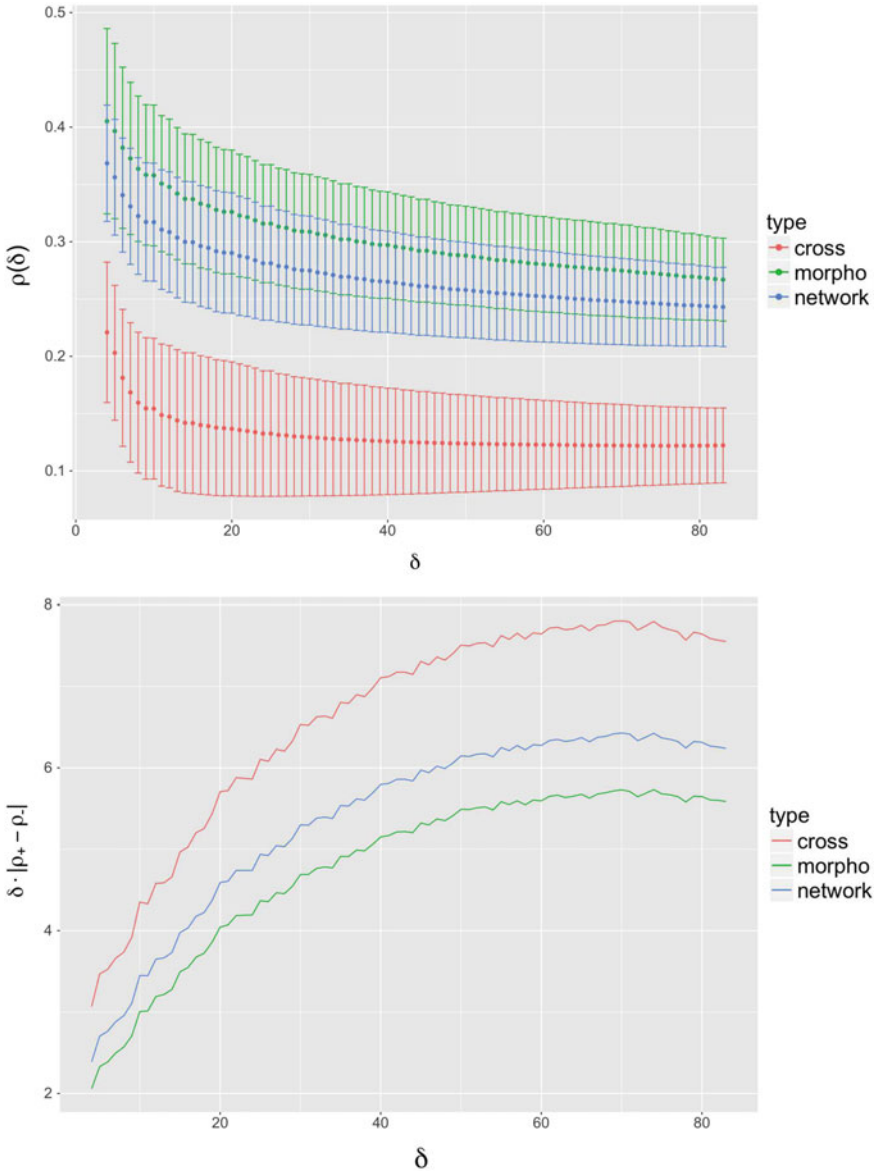 0.5
0.4
0.3
0.2
0.1
ρ(δ)
0
20
40
60
80
δ
type
cross
morpho
network
8
6
4
2
δ · |ρ₊ − ρ₋|
20
40
60
80
δ
type
cross
morpho
network